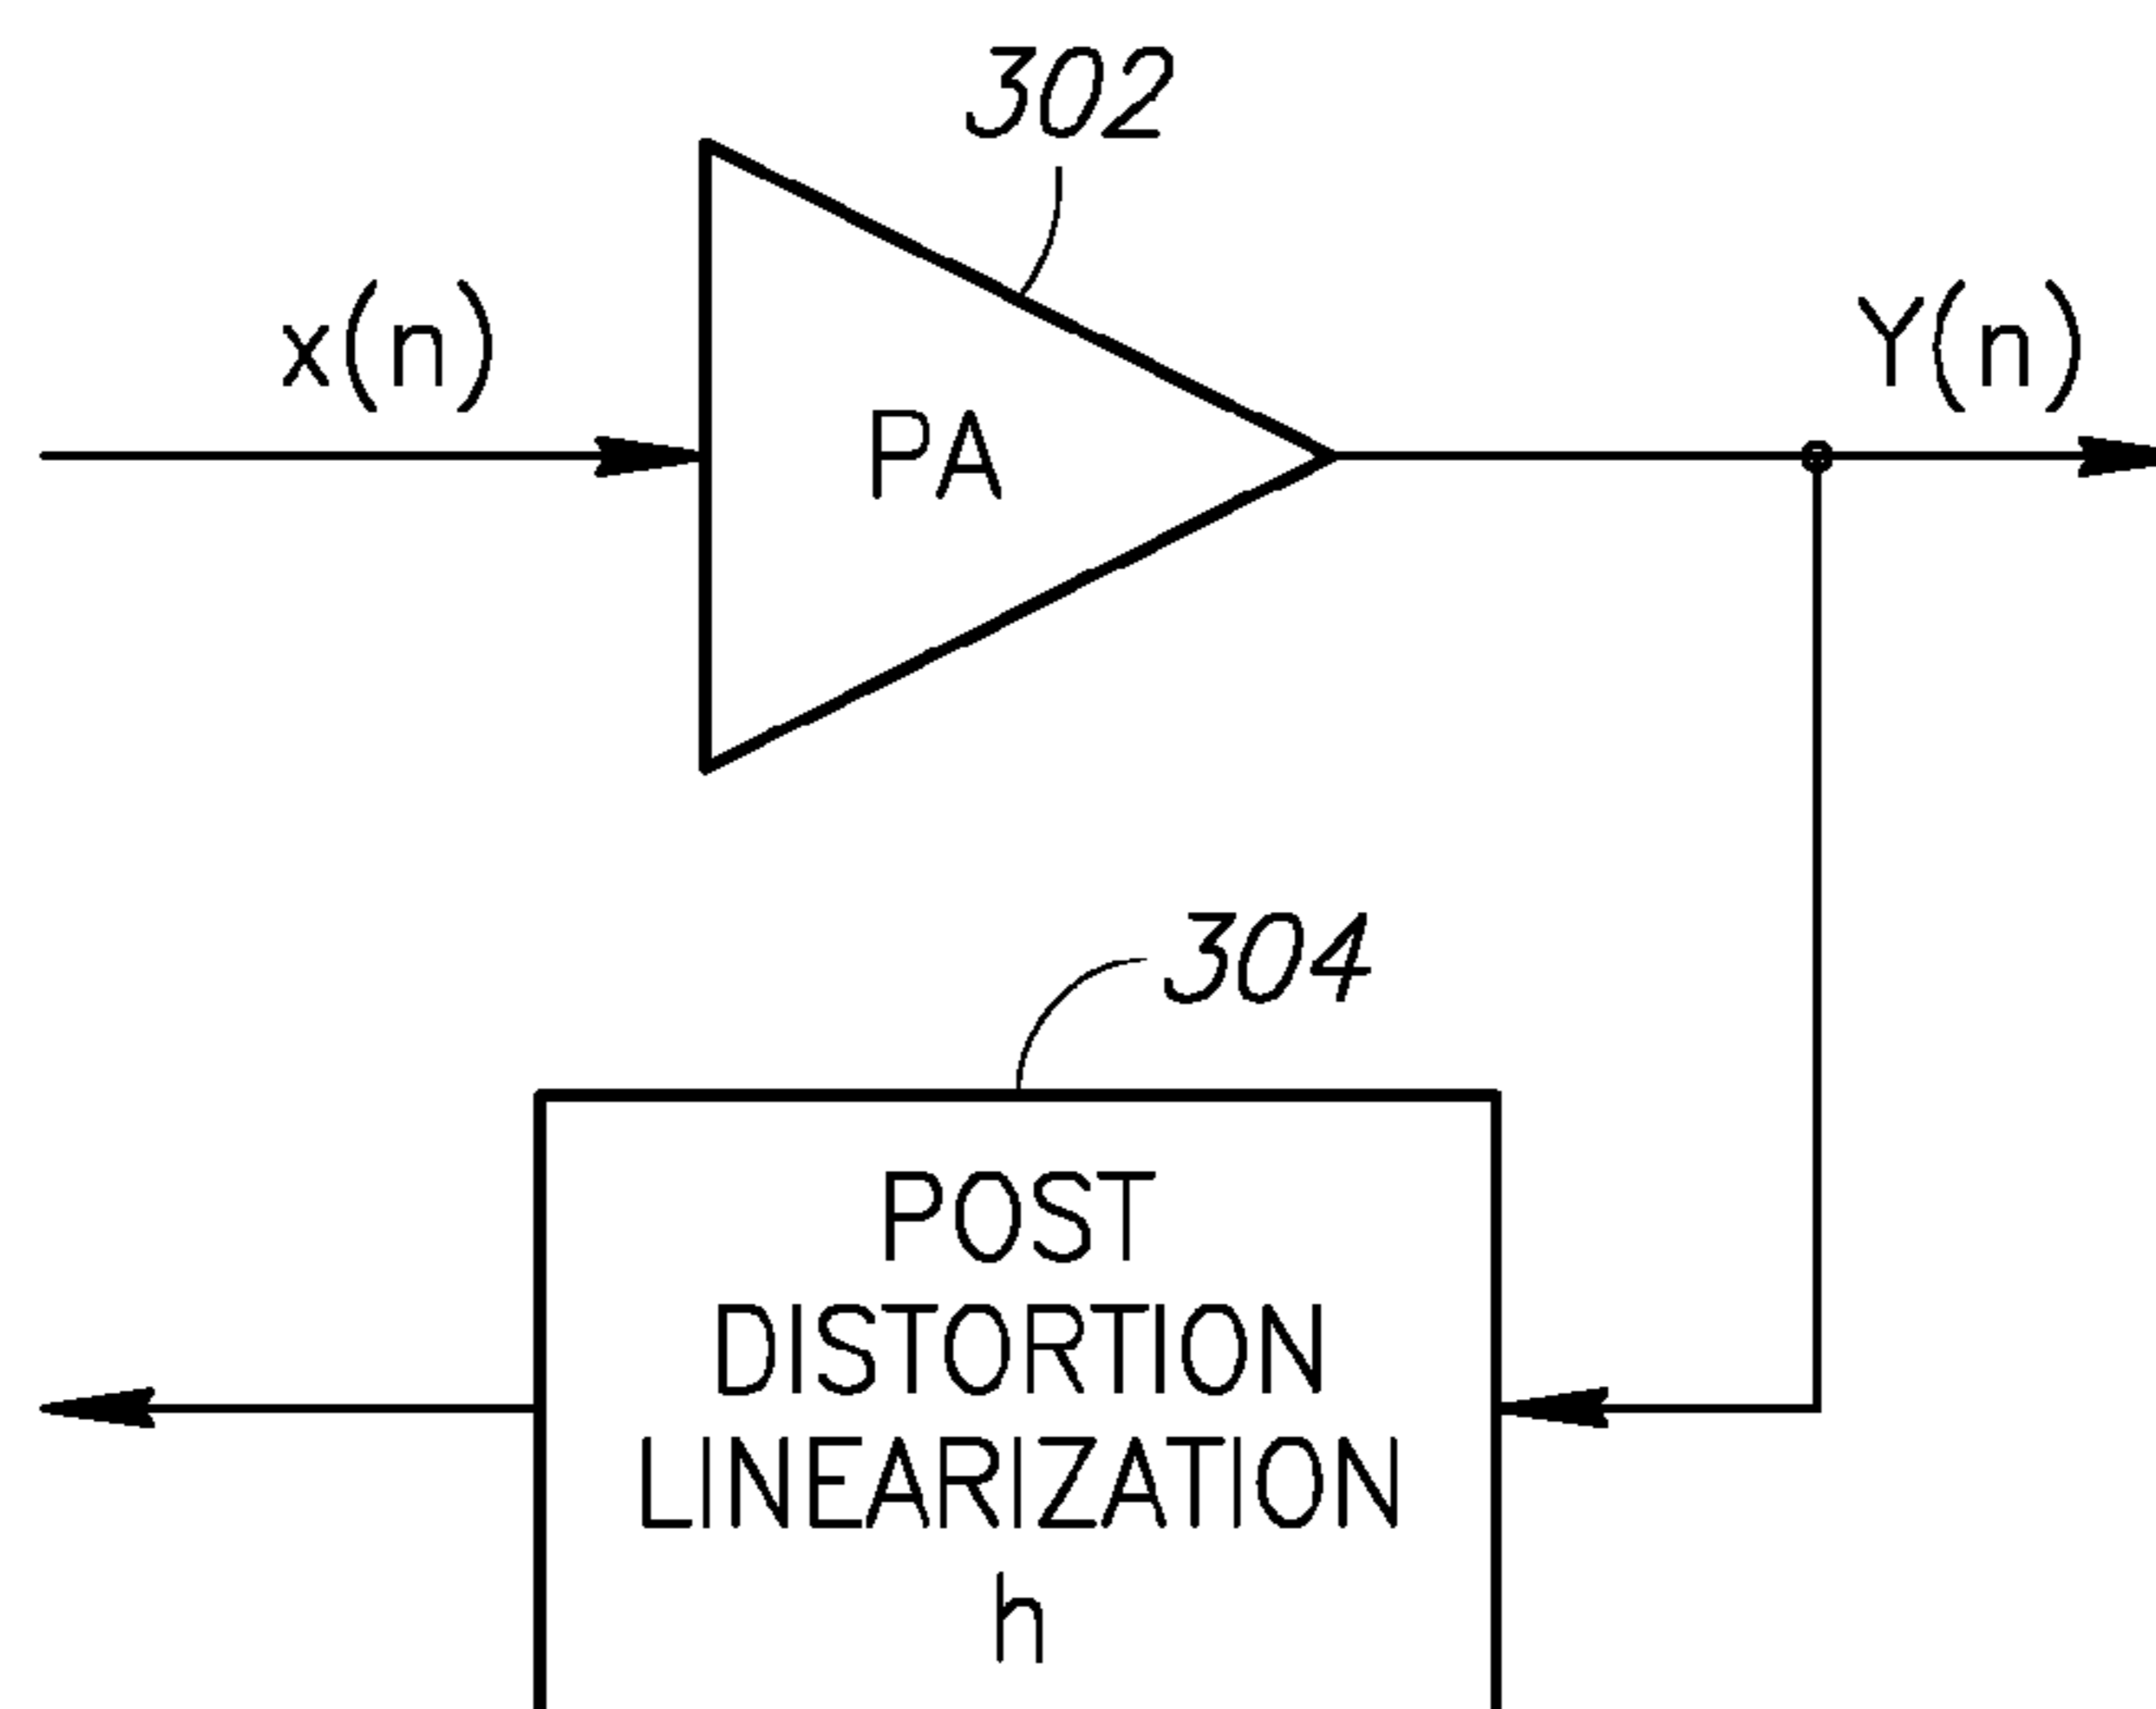 302
x(n)
Y(n)
PA
304
POST
DISTORTION
LINEARIZATION
h